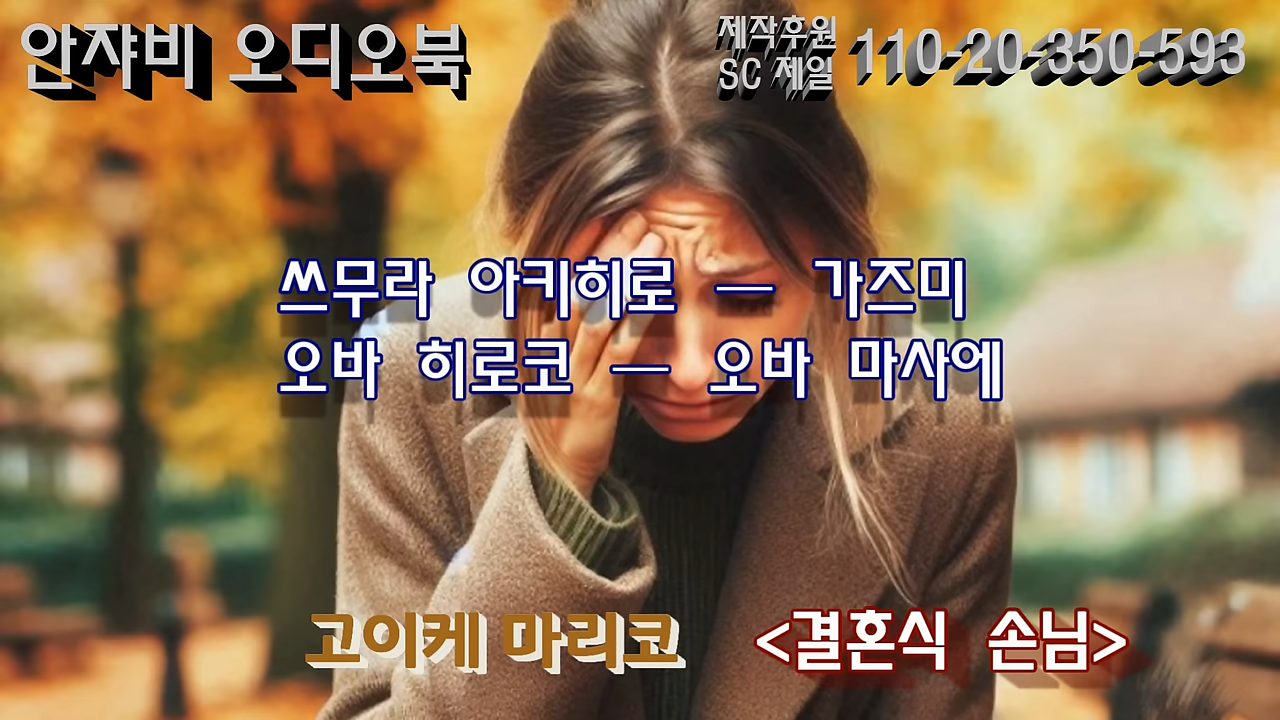 안쟈비 오디오북
제작후원
SC 제일
110-20-350-593
쓰무라 아키히로 — 가즈미
오바 히로코 — 오바 마사에
고이케 마리코
<결혼식 손님>